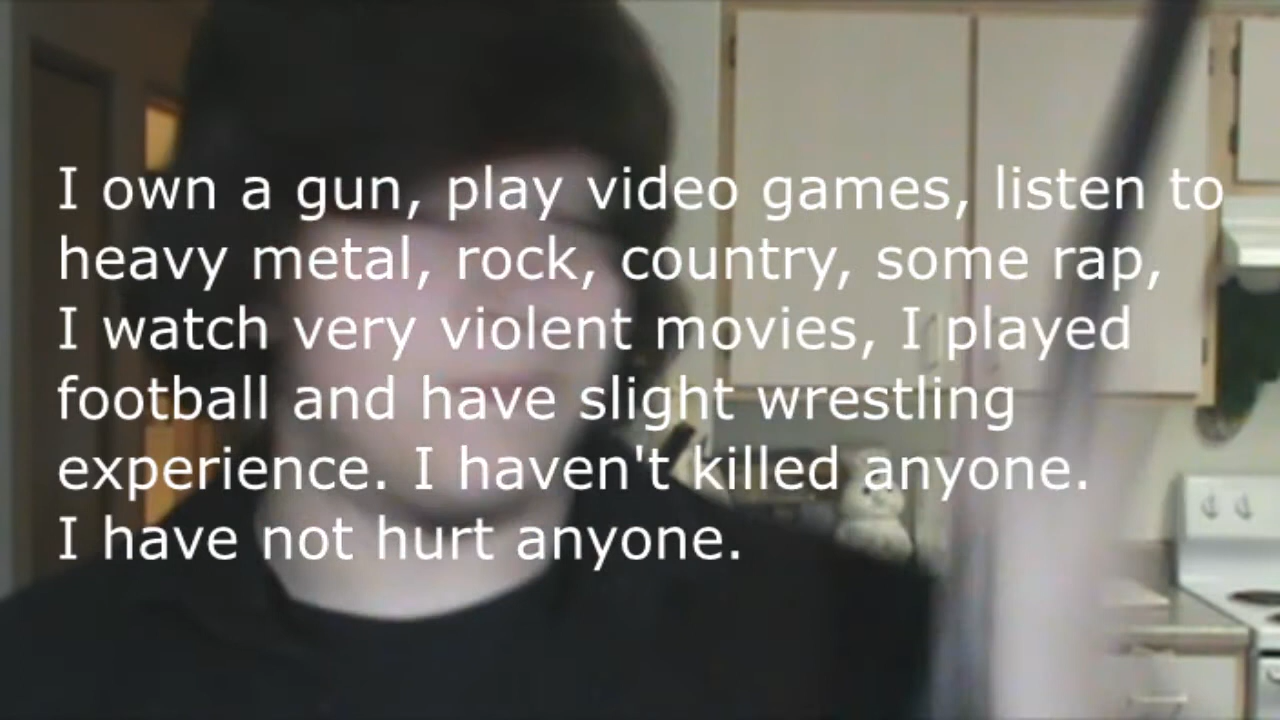 I own a gun, play video games, listen to
heavy metal, rock, country, some rap,
I watch very violent movies, I played
football and have slight wrestling
experience. I haven't killed anyone.
I have not hurt anyone.